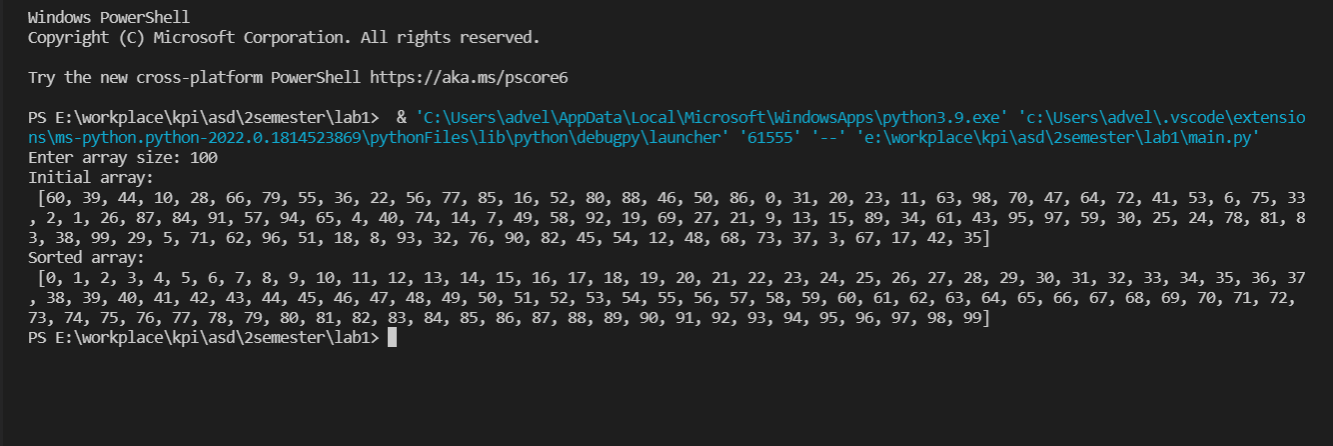 Windows PowerShell
Copyright (C) Microsoft Corporation. All rights reserved.
Try the new cross-platform PowerShell https://aka.ms/pscore6
PS E:\workplace\kpi\asd\2semester\lab1>  & 'C:\Users\advel\AppData\Local\Microsoft\WindowsApps\python3.9.exe' 'c:\Users\advel\.vscode\extensio
ns\ms-python.python-2022.0.1814523869\pythonFiles\lib\python\debugpy\launcher' '61555' '--' 'e:\workplace\kpi\asd\2semester\lab1\main.py'
Enter array size: 100
Initial array:
[60, 39, 44, 10, 28, 66, 79, 55, 36, 22, 56, 77, 85, 16, 52, 80, 88, 46, 50, 86, 0, 31, 20, 23, 11, 63, 98, 70, 47, 64, 72, 41, 53, 6, 75, 33
, 2, 1, 26, 87, 84, 91, 57, 94, 65, 4, 40, 74, 14, 7, 49, 58, 92, 19, 69, 27, 21, 9, 13, 15, 89, 34, 61, 43, 95, 97, 59, 30, 25, 24, 78, 81, 8
3, 38, 99, 29, 5, 71, 62, 96, 51, 18, 8, 93, 32, 76, 90, 82, 45, 54, 12, 48, 68, 73, 37, 3, 67, 17, 42, 35]
Sorted array:
[0, 1, 2, 3, 4, 5, 6, 7, 8, 9, 10, 11, 12, 13, 14, 15, 16, 17, 18, 19, 20, 21, 22, 23, 24, 25, 26, 27, 28, 29, 30, 31, 32, 33, 34, 35, 36, 37
, 38, 39, 40, 41, 42, 43, 44, 45, 46, 47, 48, 49, 50, 51, 52, 53, 54, 55, 56, 57, 58, 59, 60, 61, 62, 63, 64, 65, 66, 67, 68, 69, 70, 71, 72,
73, 74, 75, 76, 77, 78, 79, 80, 81, 82, 83, 84, 85, 86, 87, 88, 89, 90, 91, 92, 93, 94, 95, 96, 97, 98, 99]
PS E:\workplace\kpi\asd\2semester\lab1>